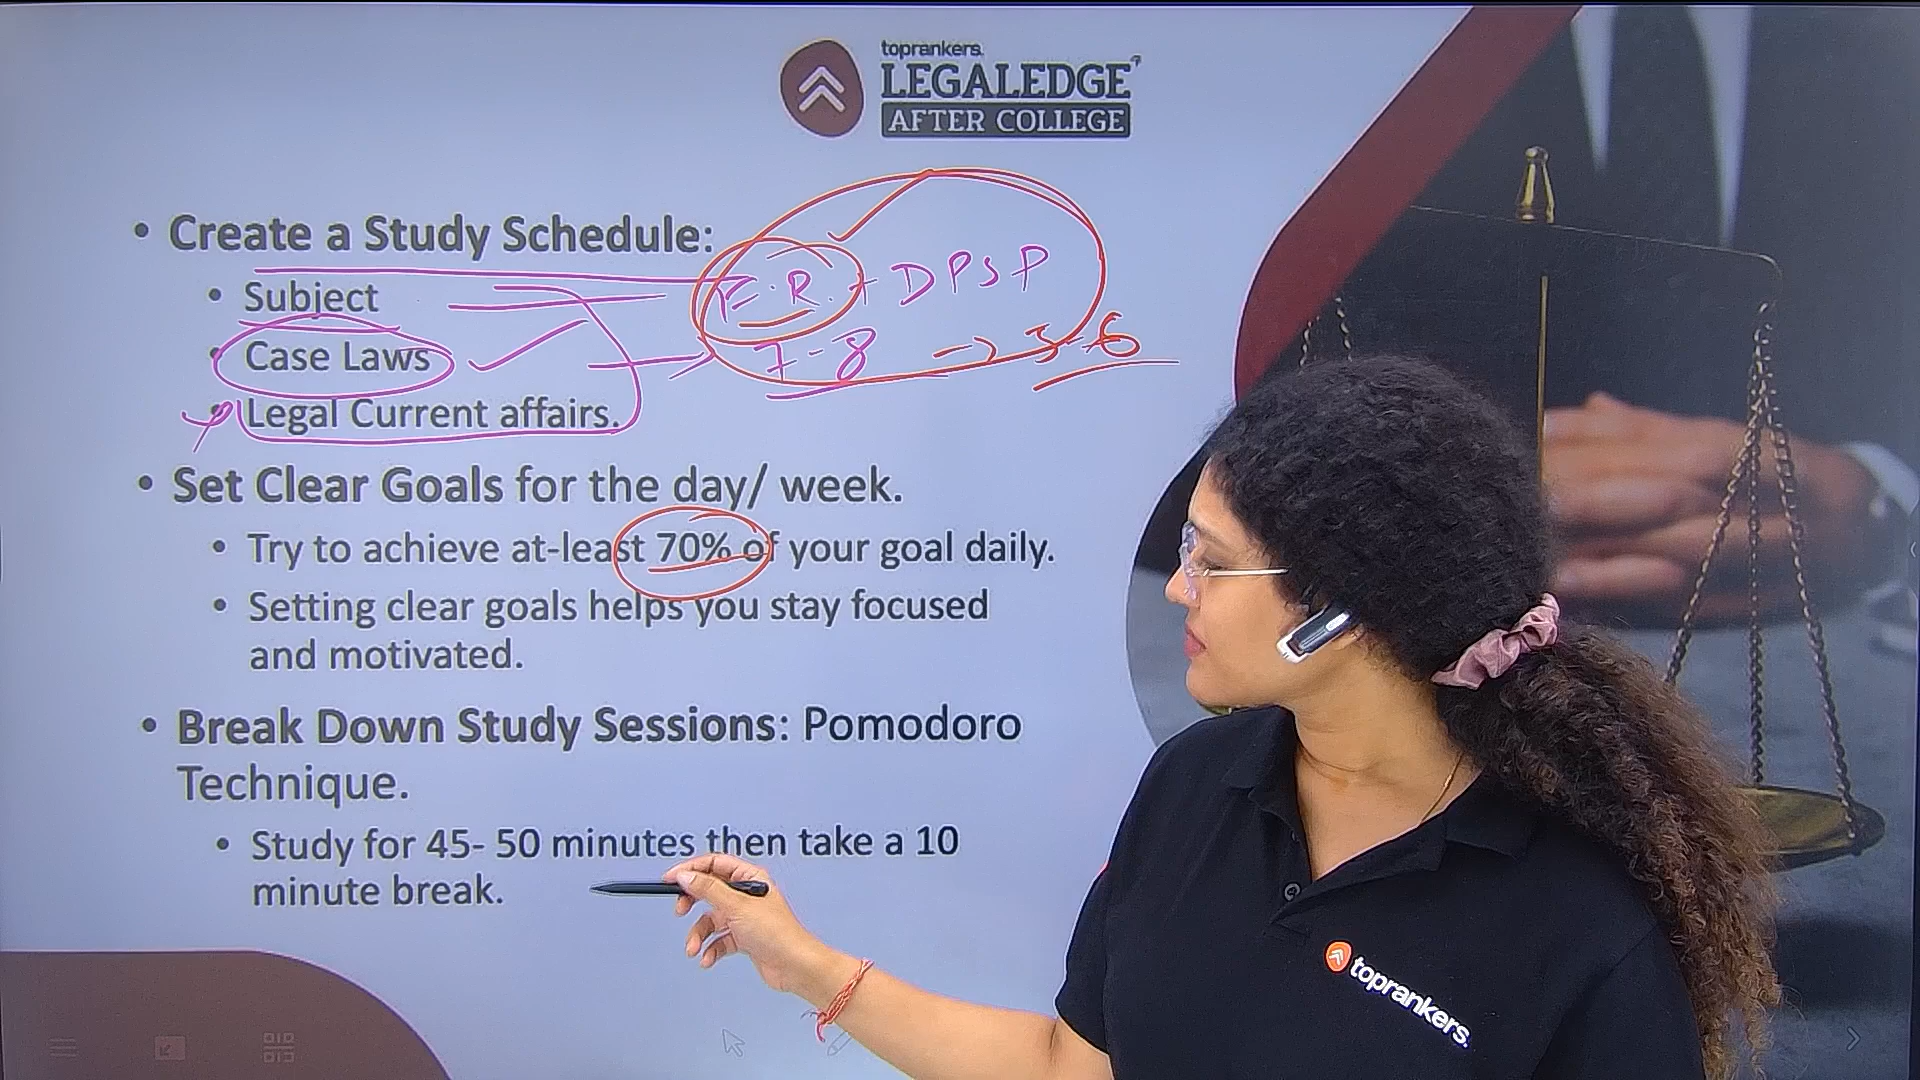 toprankers
LEGALEDGE
AFTER COLLEGE
• Create a Study Schedule:
• Subject
F.R. + DPSP
• Case Laws
7-8 → 5-6
• Legal Current affairs.
• Set Clear Goals for the day/ week.
• Try to achieve at-least 70% of your goal daily.
• Setting clear goals helps you stay focused
and motivated.
• Break Down Study Sessions: Pomodoro
Technique.
• Study for 45- 50 minutes then take a 10
minute break.
toprankers.